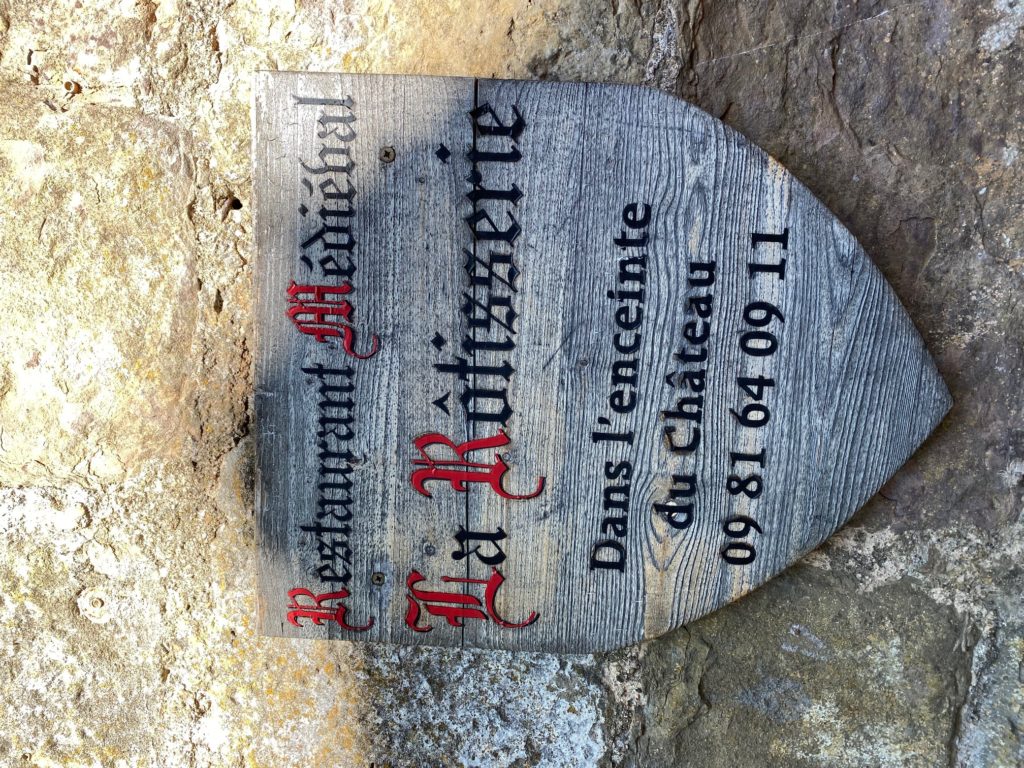 Restaurant Médiéval
La Rôtisserie
Dans l'enceinte
du Château
09 81 64 09 11